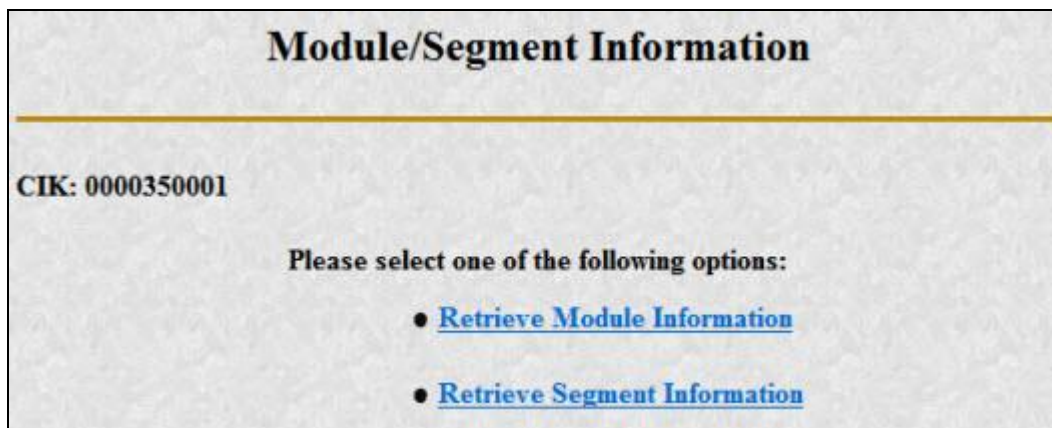 Module/Segment Information
CIK: 0000350001
Please select one of the following options:
• Retrieve Module Information
• Retrieve Segment Information